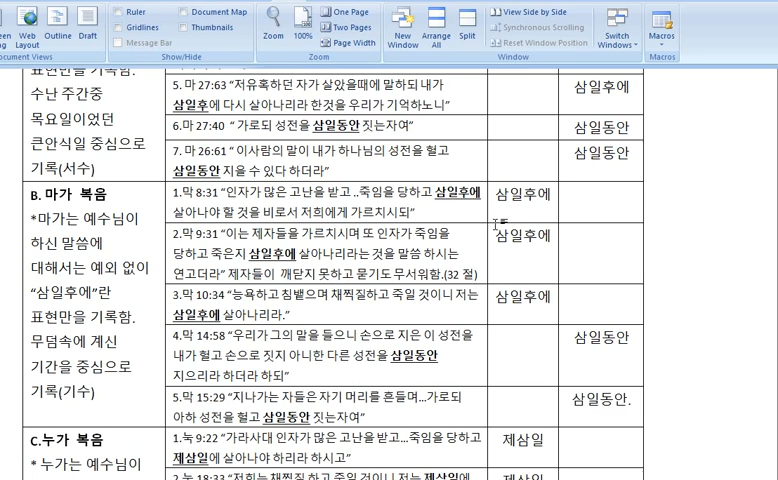 Web Layout
Outline
Draft
Document Views
Ruler
Gridlines
Message Bar
Document Map
Thumbnails
Show/Hide
Zoom
100%
One Page
Two Pages
Page Width
Zoom
New Window
Arrange All
Split
View Side by Side
Synchronous Scrolling
Reset Window Position
Window
Switch Windows
Macros
Macros
표현만을 기록함.
수난 주간중
목요일이었던
큰안식일 중심으로
기록(서수)
5. 마 27:63 “저유혹하던 자가 살았을때에 말하되 내가
삼일후에 다시 살아나리라 한것을 우리가 기억하노니”
삼일후에
6.마 27:40 “ 가로되 성전을 삼일동안 짓는자여”
삼일동안
7. 마 26:61 “ 이사람의 말이 내가 하나님의 성전을 헐고
삼일동안 지을 수 있다 하더라”
삼일동안
B. 마가 복음
*마가는 예수님이
하신 말씀에
대해서는 예외 없이
“삼일후에”란
표현만을 기록함.
무덤속에 계신
기간을 중심으로
기록(기수)
1.막 8:31 “인자가 많은 고난을 받고 ..죽임을 당하고 삼일후에
살아나야 할 것을 비로서 저희에게 가르치시되”
삼일후에
2.막 9:31 “이는 제자들을 가르치시며 또 인자가 죽임을
당하고 죽은지 삼일후에 살아나리라는 것을 말씀 하시는
연고더라” 제자들이 깨닫지 못하고 묻기도 무서워함.(32 절)
삼일후에
3.막 10:34 “능욕하고 침뱉으며 채찍질하고 죽일 것이니 저는
삼일후에 살아나리라.”
삼일후에
4.막 14:58 “우리가 그의 말을 들으니 손으로 지은 이 성전을
내가 헐고 손으로 짓지 아니한 다른 성전을 삼일동안
지으리라 하더라 하되”
삼일동안
5.막 15:29 “지나가는 자들은 자기 머리를 흔들며...가로되
아하 성전을 헐고 삼일동안 짓는자여”
삼일동안.
C.누가 복음
* 누가는 예수님이
1.눅 9:22 “가라사대 인자가 많은 고난을 받고...죽임을 당하고
제삼일에 살아나야 하리라 하시고”
제삼일
2.눅 18:33 “저희는 채찍질 하고 죽일 것이니 저는 제삼일에
제삼일